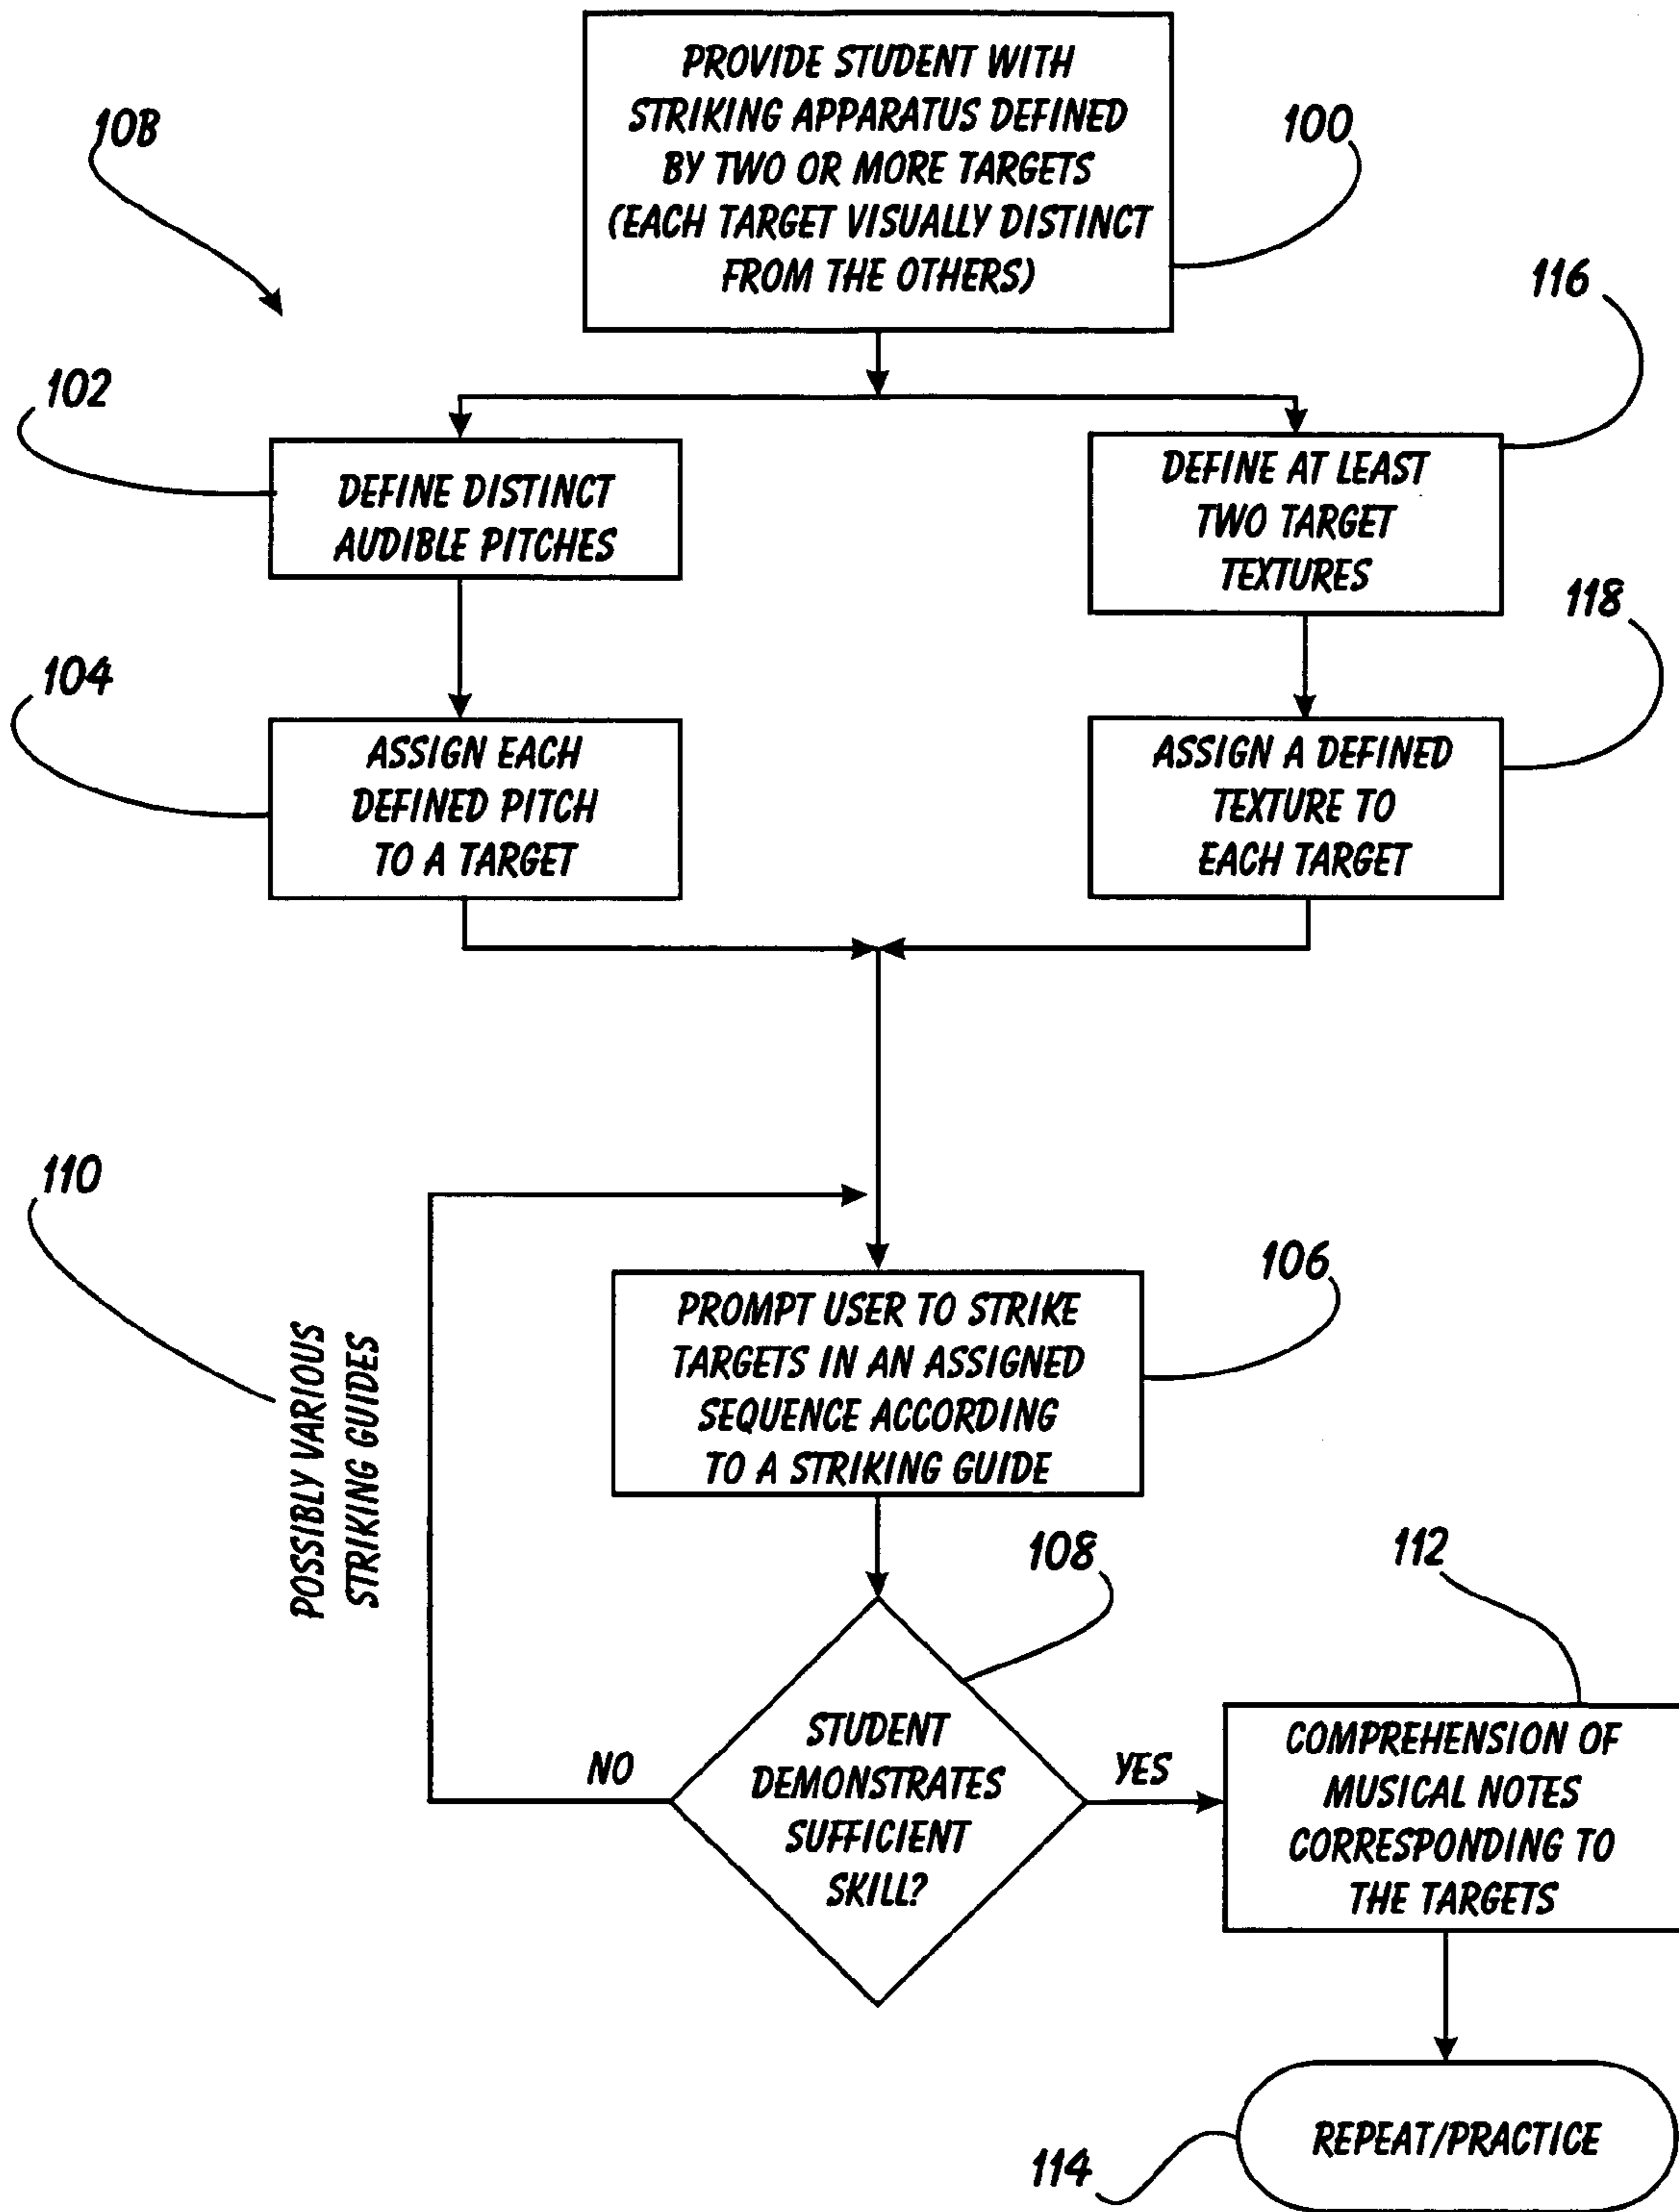 PROVIDE STUDENT WITH
STRIKING APPARATUS DEFINED
BY TWO OR MORE TARGETS
(EACH TARGET VISUALLY DISTINCT
FROM THE OTHERS)
10B
100
116
102
DEFINE DISTINCT
AUDIBLE PITCHES
DEFINE AT LEAST
TWO TARGET
TEXTURES
118
104
ASSIGN EACH
DEFINED PITCH
TO A TARGET
ASSIGN A DEFINED
TEXTURE TO
EACH TARGET
110
POSSIBLY VARIOUS
STRIKING GUIDES
106
PROMPT USER TO STRIKE
TARGETS IN AN ASSIGNED
SEQUENCE ACCORDING
TO A STRIKING GUIDE
108
112
STUDENT
DEMONSTRATES
SUFFICIENT
SKILL?
NO
YES
COMPREHENSION OF
MUSICAL NOTES
CORRESPONDING TO
THE TARGETS
REPEAT/PRACTICE
114